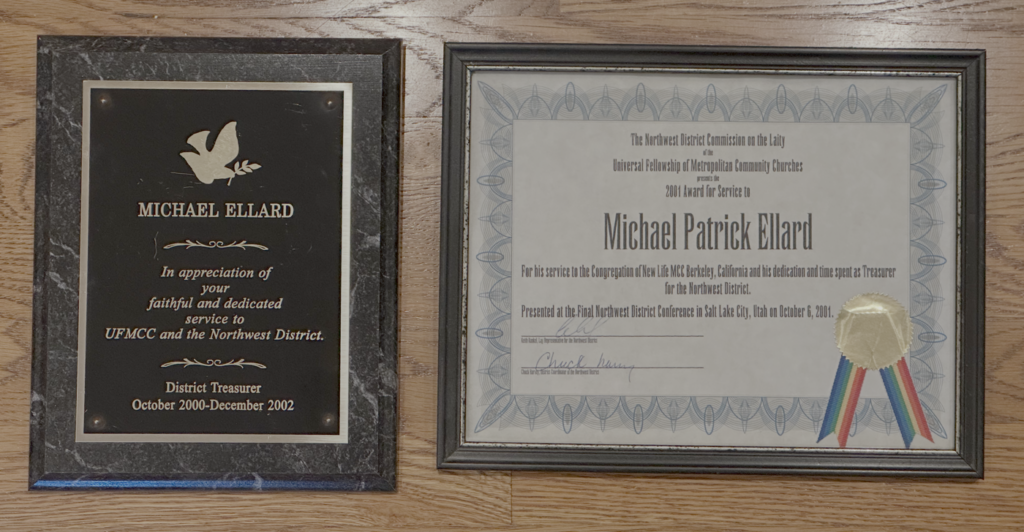 MICHAEL ELLARD
In appreciation of
your
faithful and dedicated
service to
UFMCC and the Northwest District.
District Treasurer
October 2000-December 2002
The Northwest District Commission on the Laity
of the
Universal Fellowship of Metropolitan Community Churches
presents the
2001 Award for Service to
Michael Patrick Ellard
For his service to the Congregation of New Life MCC Berkeley, California and his dedication and time spent as Treasurer
for the Northwest District.
Presented at the Final Northwest District Conference in Salt Lake City, Utah on October 6, 2001.
Chuck